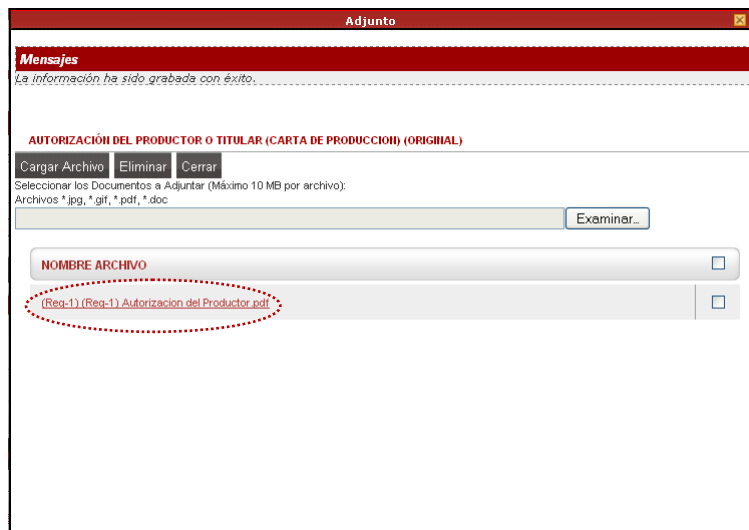 Adjunto
Mensajes
La información ha sido grabada con éxito.
AUTORIZACIÓN DEL PRODUCTOR O TITULAR (CARTA DE PRODUCCION) (ORIGINAL)
Cargar Archivo Eliminar Cerrar
Seleccionar los Documentos a Adjuntar (Máximo 10 MB por archivo):
Archivos *.jpg, *.gif, *.pdf, *.doc
Examinar...
NOMBRE ARCHIVO
(Req-1) (Req-1) Autorizacion del Productor.pdf